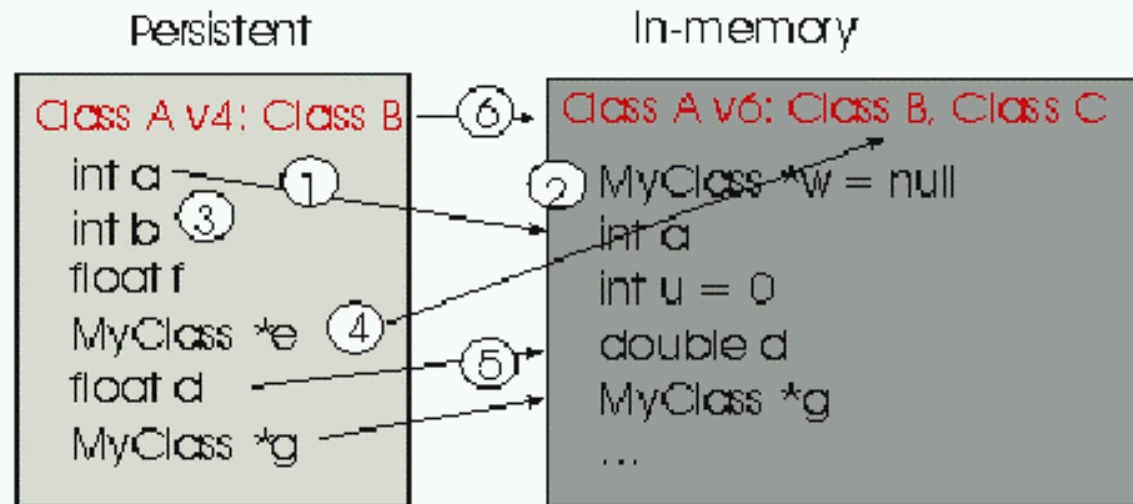 Persistent
In-memory
Class A v4: Class B
6
Class A v6: Class B, Class C
int a
1
2
MyClass *w = null
int b
3
int a
float f
int u = 0
MyClass *e
4
double d
float d
5
MyClass *g
MyClass *g
...